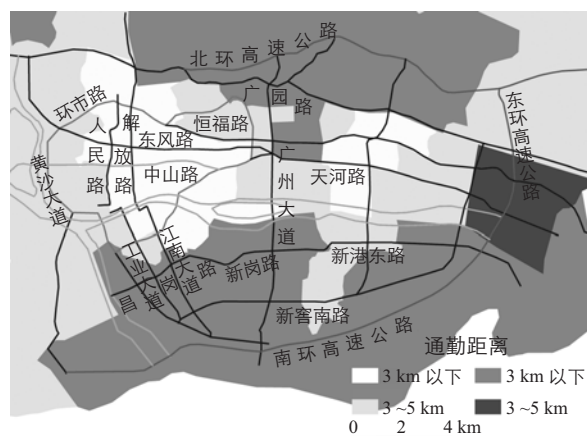 北环高速公路
广园路
环市路
人民路
解放路
恒福路
东风路
东环高速公路
黄沙大道
中山路
广州大道
天河路
江南大道
工业大道
昌岗路
新岗路
新港东路
新窖南路
南环高速公路
通勤距离
3 km 以下
3 km 以下
3 ~5 km
3 ~5 km
0 2 4 km